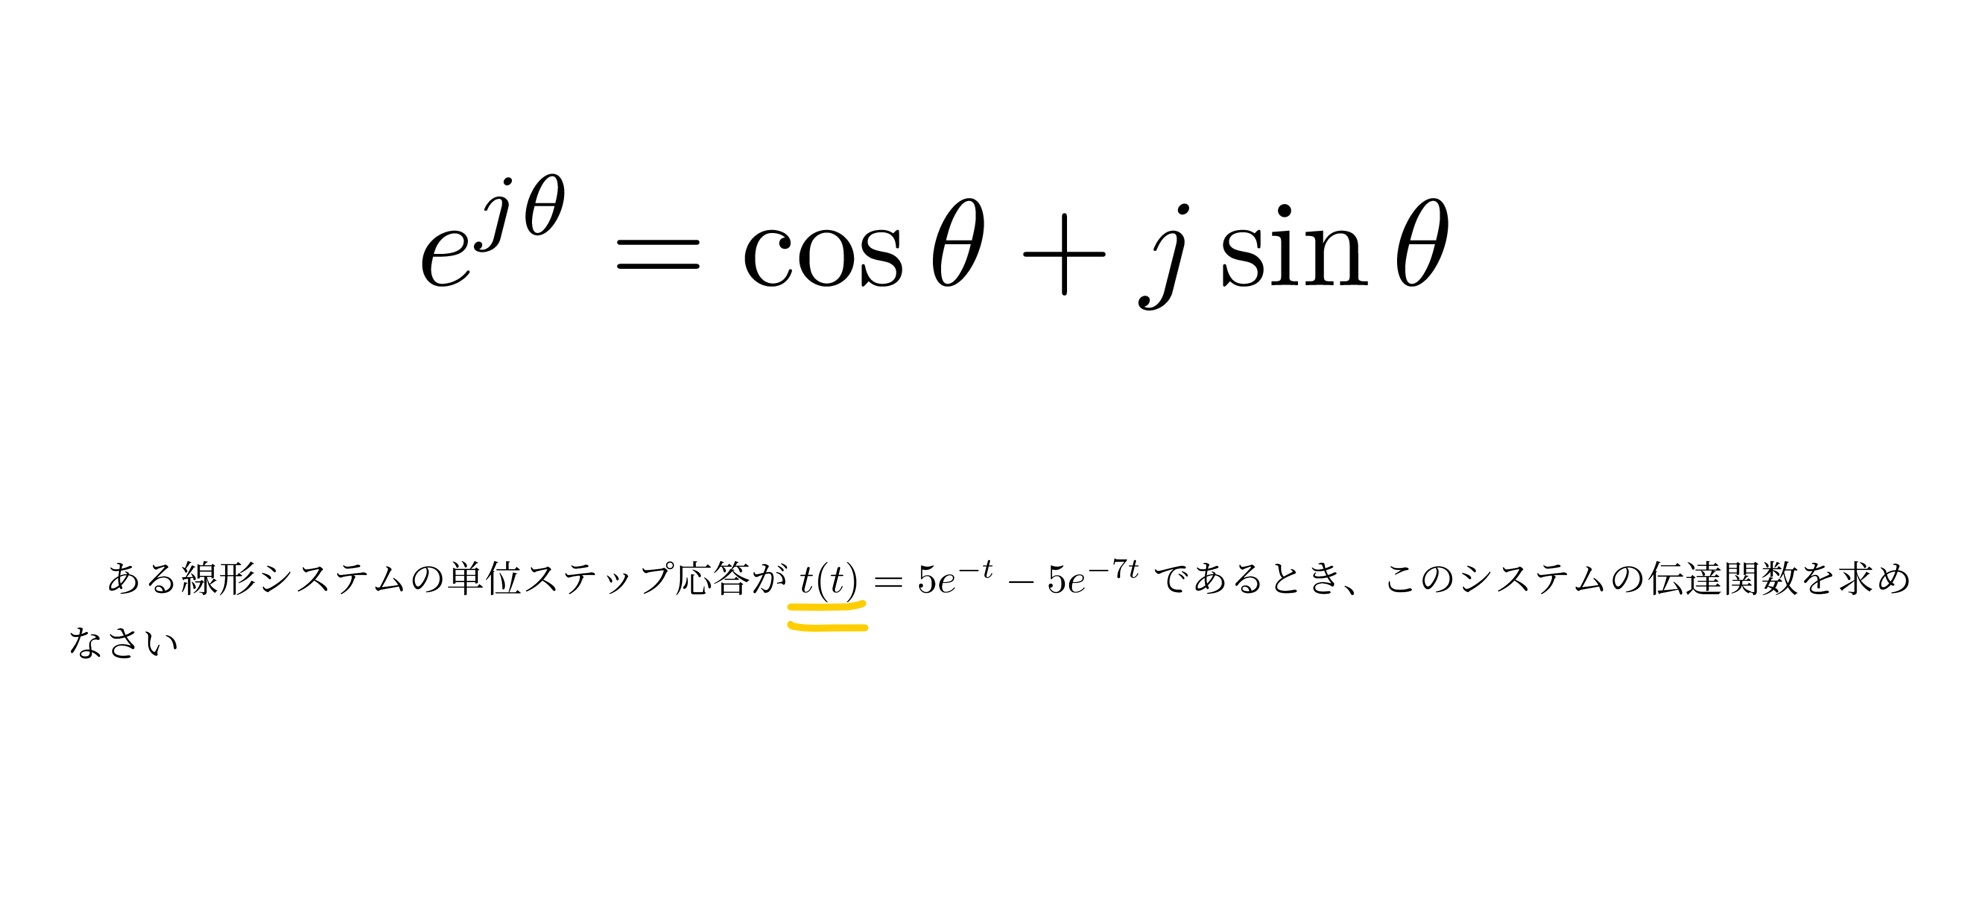 e^{jθ} = cos θ + j sin θ
ある線形システムの単位ステップ応答が t(t) = 5e^{-t} − 5e^{-7t} であるとき、このシステムの伝達関数を求め
なさい